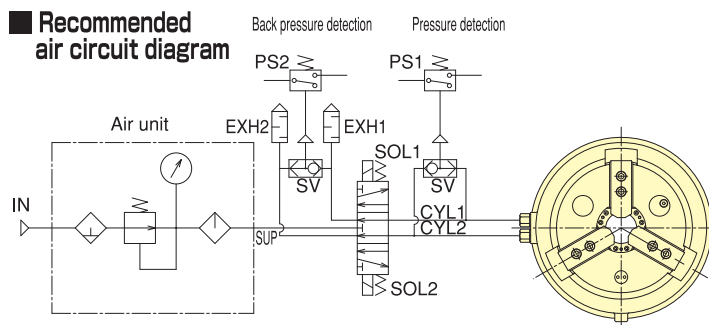 Recommended
air circuit diagram
Back pressure detection
Pressure detection
PS2
PS1
Air unit
EXH2
EXH1
SOL1
SV
SV
IN
CYL1
CYL2
SUP
SOL2